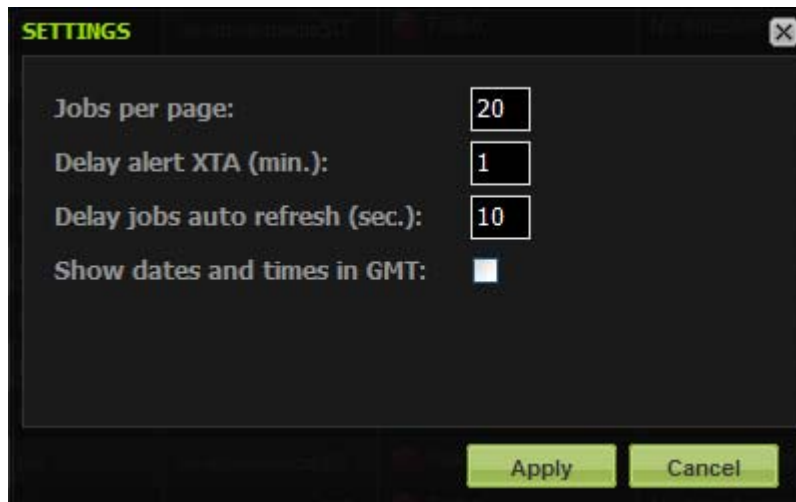 SETTINGS
Jobs per page: 20
Delay alert XTA (min.): 1
Delay jobs auto refresh (sec.): 10
Show dates and times in GMT:
Apply Cancel